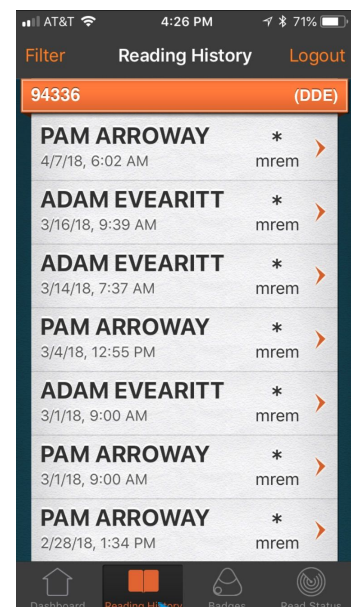 AT&T 4:26 PM 71%
Filter Reading History Logout
94336 (DDE)
PAM ARROWAY *
4/7/18, 6:02 AM mrem
ADAM EVEARITT *
3/16/18, 9:39 AM mrem
ADAM EVEARITT *
3/14/18, 7:37 AM mrem
PAM ARROWAY *
3/4/18, 12:55 PM mrem
ADAM EVEARITT *
3/1/18, 9:00 AM mrem
PAM ARROWAY *
3/1/18, 9:00 AM mrem
PAM ARROWAY *
2/28/18, 1:34 PM mrem
Dashboard Reading History Badges Read Status